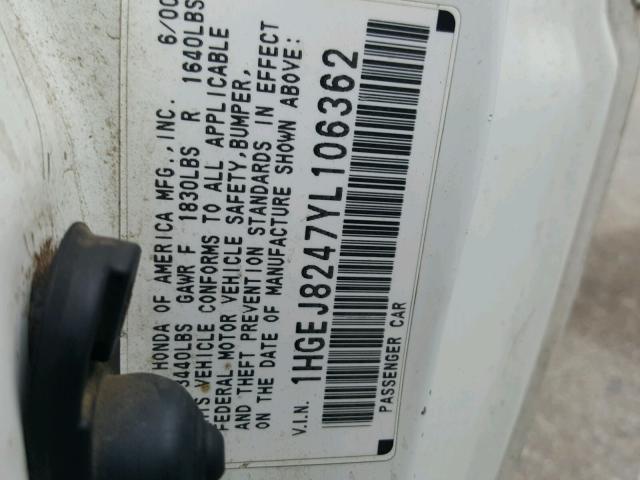 HONDA OF AMERICA MFG.,INC. 6/00
3440LBS GAWR F 1830LBS R 1640LBS
VEHICLE CONFORMS TO ALL APPLICABLE
FEDERAL MOTOR VEHICLE SAFETY,BUMPER,
AND THEFT PREVENTION STANDARDS IN EFFECT
ON THE DATE OF MANUFACTURE SHOWN ABOVE:
V.I.N. 1HGEJ8247YL106362
PASSENGER CAR